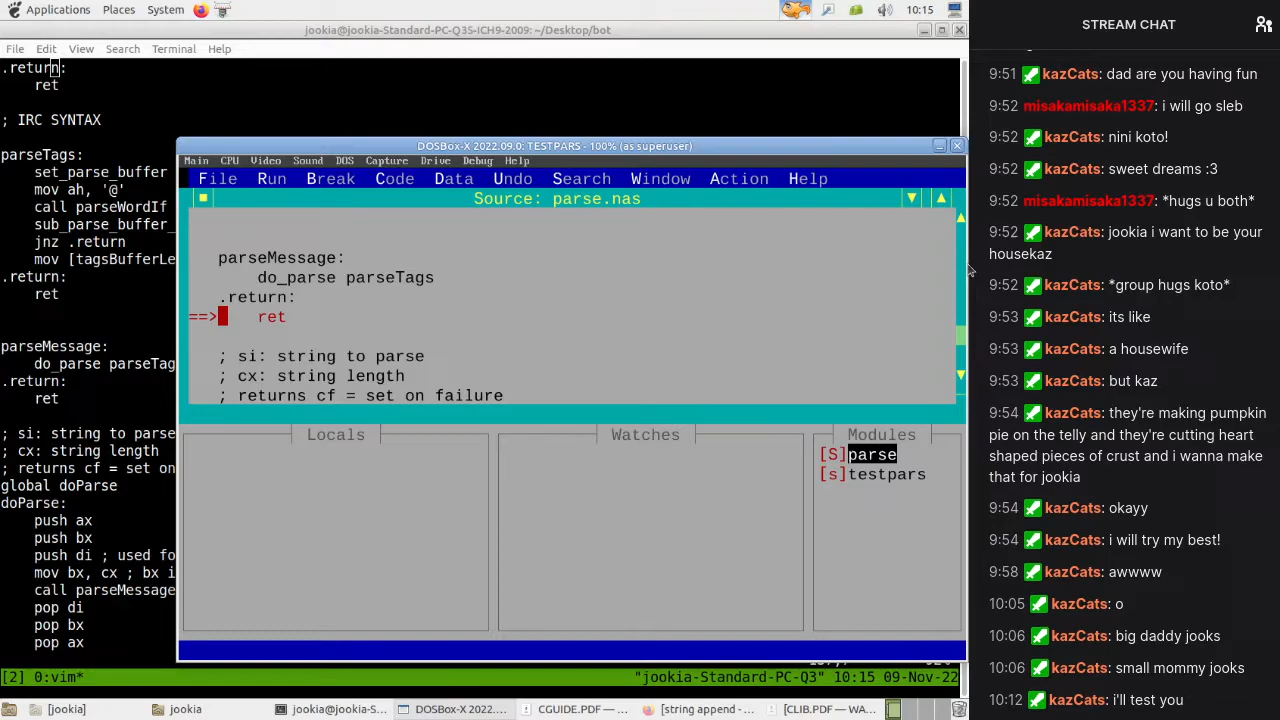 Applications Places System 10:15
jookia@jookia-Standard-PC-Q35-ICH9-2009: ~/Desktop/bot
File Edit View Search Terminal Help
.return:
ret
; IRC SYNTAX
parseTags:
set_parse_buffer
mov ah, '@'
call parseWordIf
sub_parse_buffer_
jnz .return
mov [tagsBufferLe
.return:
ret
parseMessage:
do_parse parseTag
.return:
ret
; si: string to parse
; cx: string length
; returns cf = set on
global doParse
doParse:
push ax
push bx
push di ; used fo
mov bx, cx ; bx i
call parseMessage
pop di
pop bx
pop ax
[2] 0:vim* "jookia-Standard-PC-Q3" 10:15 09-Nov-22
DOSBox-X 2022.09.0: TESTPARS - 100% (as superuser)
Main CPU Video Sound DOS Capture Drive Debug Help
File Run Break Code Data Undo Search Window Action Help
Source: parse.nas
parseMessage:
do_parse parseTags
.return:
==> ret
; si: string to parse
; cx: string length
; returns cf = set on failure
Locals
Watches
Modules
[S]parse
[s]testpars
[jookia]
jookia
jookia@jookia-S...
DOSBox-X 2022....
CGUIDE.PDF —...
[string append -...
[CLIB.PDF — WA...
STREAM CHAT
9:51 kazCats: dad are you having fun
9:52 misakamisaka1337: i will go sleb
9:52 kazCats: nini koto!
9:52 kazCats: sweet dreams :3
9:52 misakamisaka1337: *hugs u both*
9:52 kazCats: jookia i want to be your
housekaz
9:52 kazCats: *group hugs koto*
9:53 kazCats: its like
9:53 kazCats: a housewife
9:53 kazCats: but kaz
9:54 kazCats: they're making pumpkin
pie on the telly and they're cutting heart
shaped pieces of crust and i wanna make
that for jookia
9:54 kazCats: okayy
9:54 kazCats: i will try my best!
9:58 kazCats: awwww
10:05 kazCats: o
10:06 kazCats: big daddy jooks
10:06 kazCats: small mommy jooks
10:12 kazCats: i'll test you